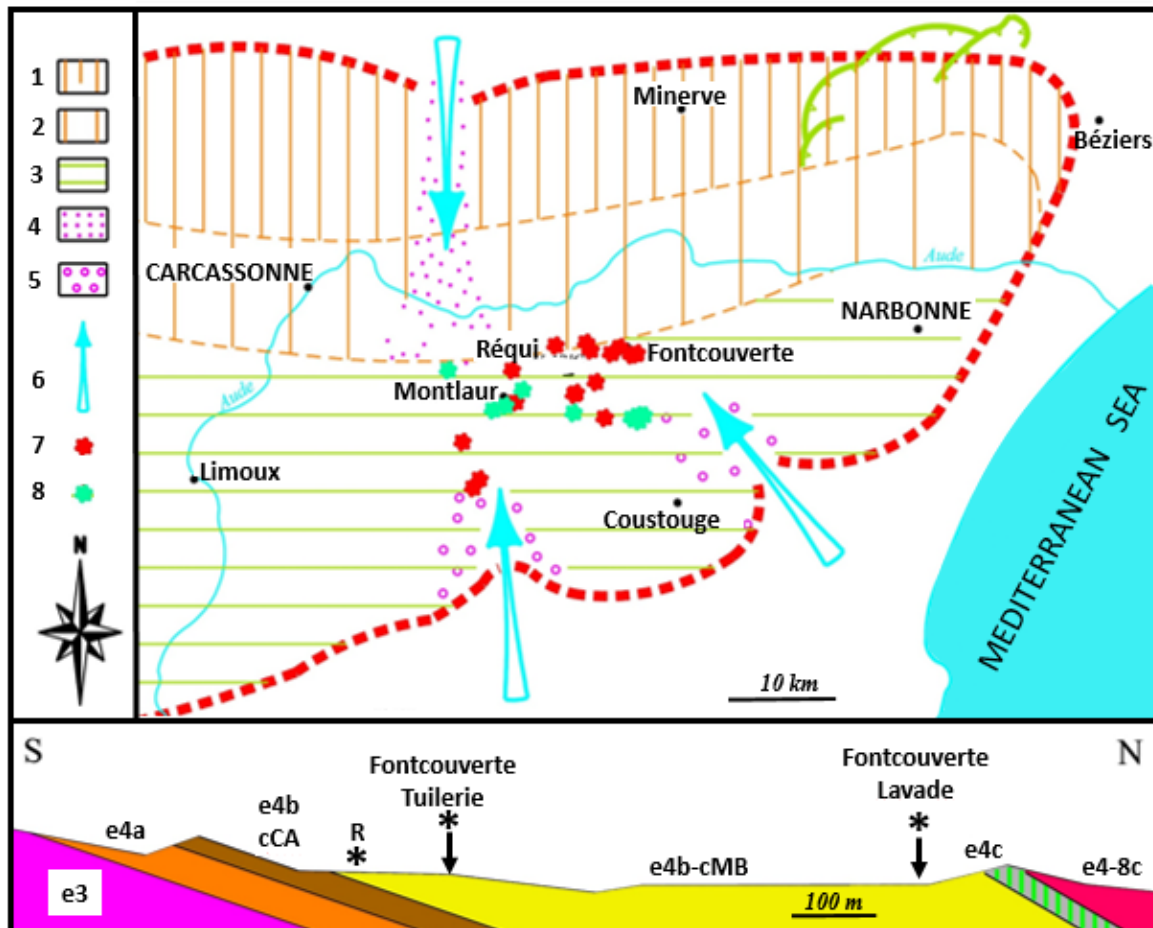 1
2
3
4
5
6
7
8
N
Minerve
Béziers
CARCASSONNE
Aude
NARBONNE
Réqui
Fontcouverte
Montlaur
Aude
Limoux
Coustouge
MEDITERRANEAN SEA
10 km
S
N
Fontcouverte
Tuilerie
Fontcouverte
Lavade
e4b
cCA
e4a
R
*
*
*
e4b-cMB
e4c
e4-8c
e3
100 m